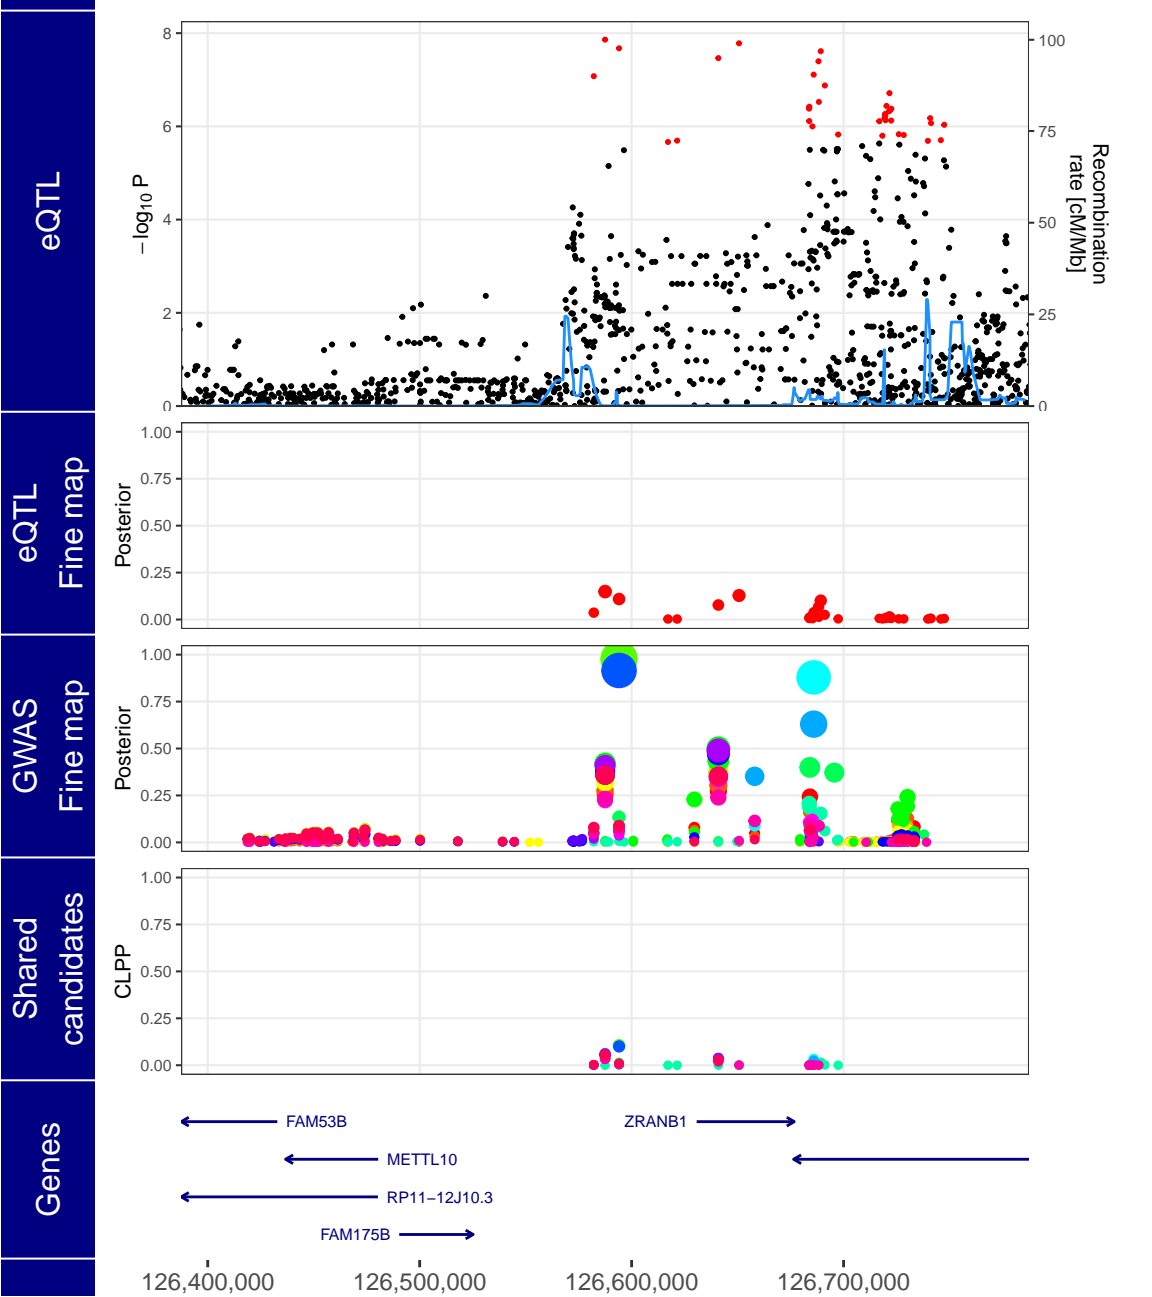 eQTL
−log10 P
8
6
4
2
0
100
75
50
25
0
Recombination
rate [cM/Mb]
eQTL
Fine map
Posterior
1.00
0.75
0.50
0.25
0.00
GWAS
Fine map
Posterior
1.00
0.75
0.50
0.25
0.00
Shared
candidates
CLPP
1.00
0.75
0.50
0.25
0.00
Genes
FAM53B
ZRANB1
METTL10
RP11−12J10.3
FAM175B
126,400,000
126,500,000
126,600,000
126,700,000